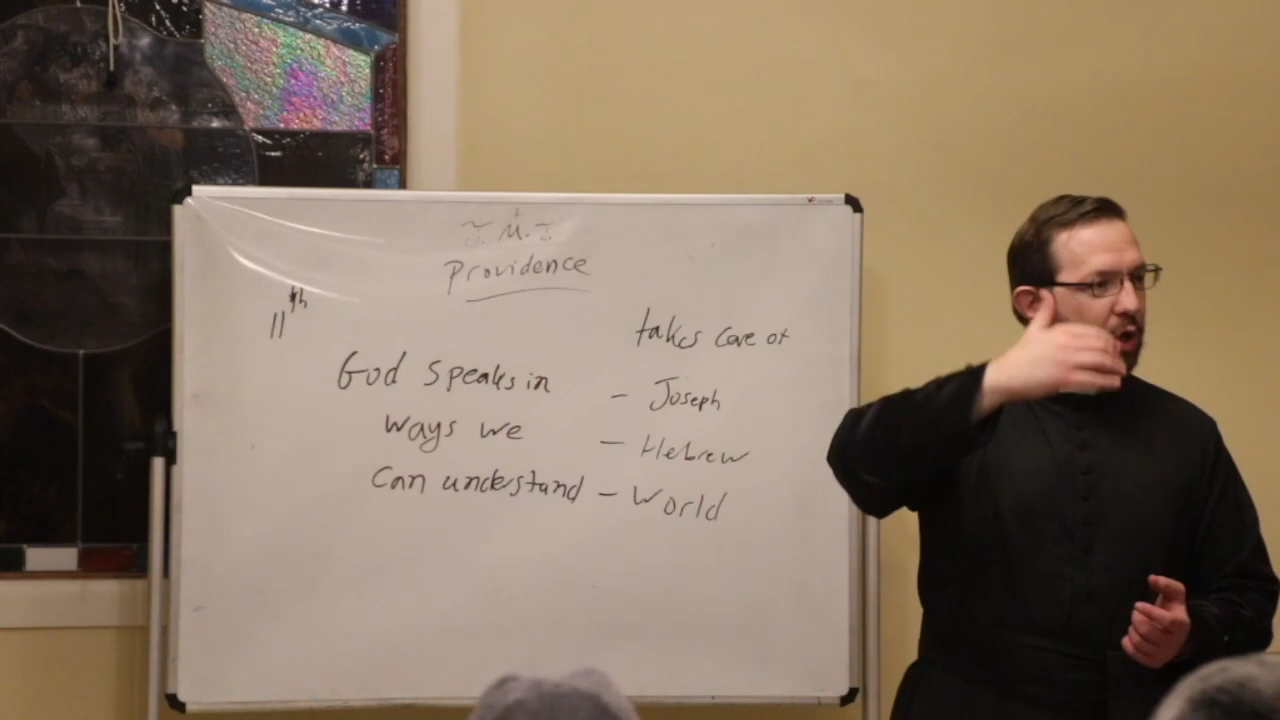 J. M. J.
Providence
11th
takes care of
God speaks in
ways we
can understand
- Joseph
- Hebrew
- World